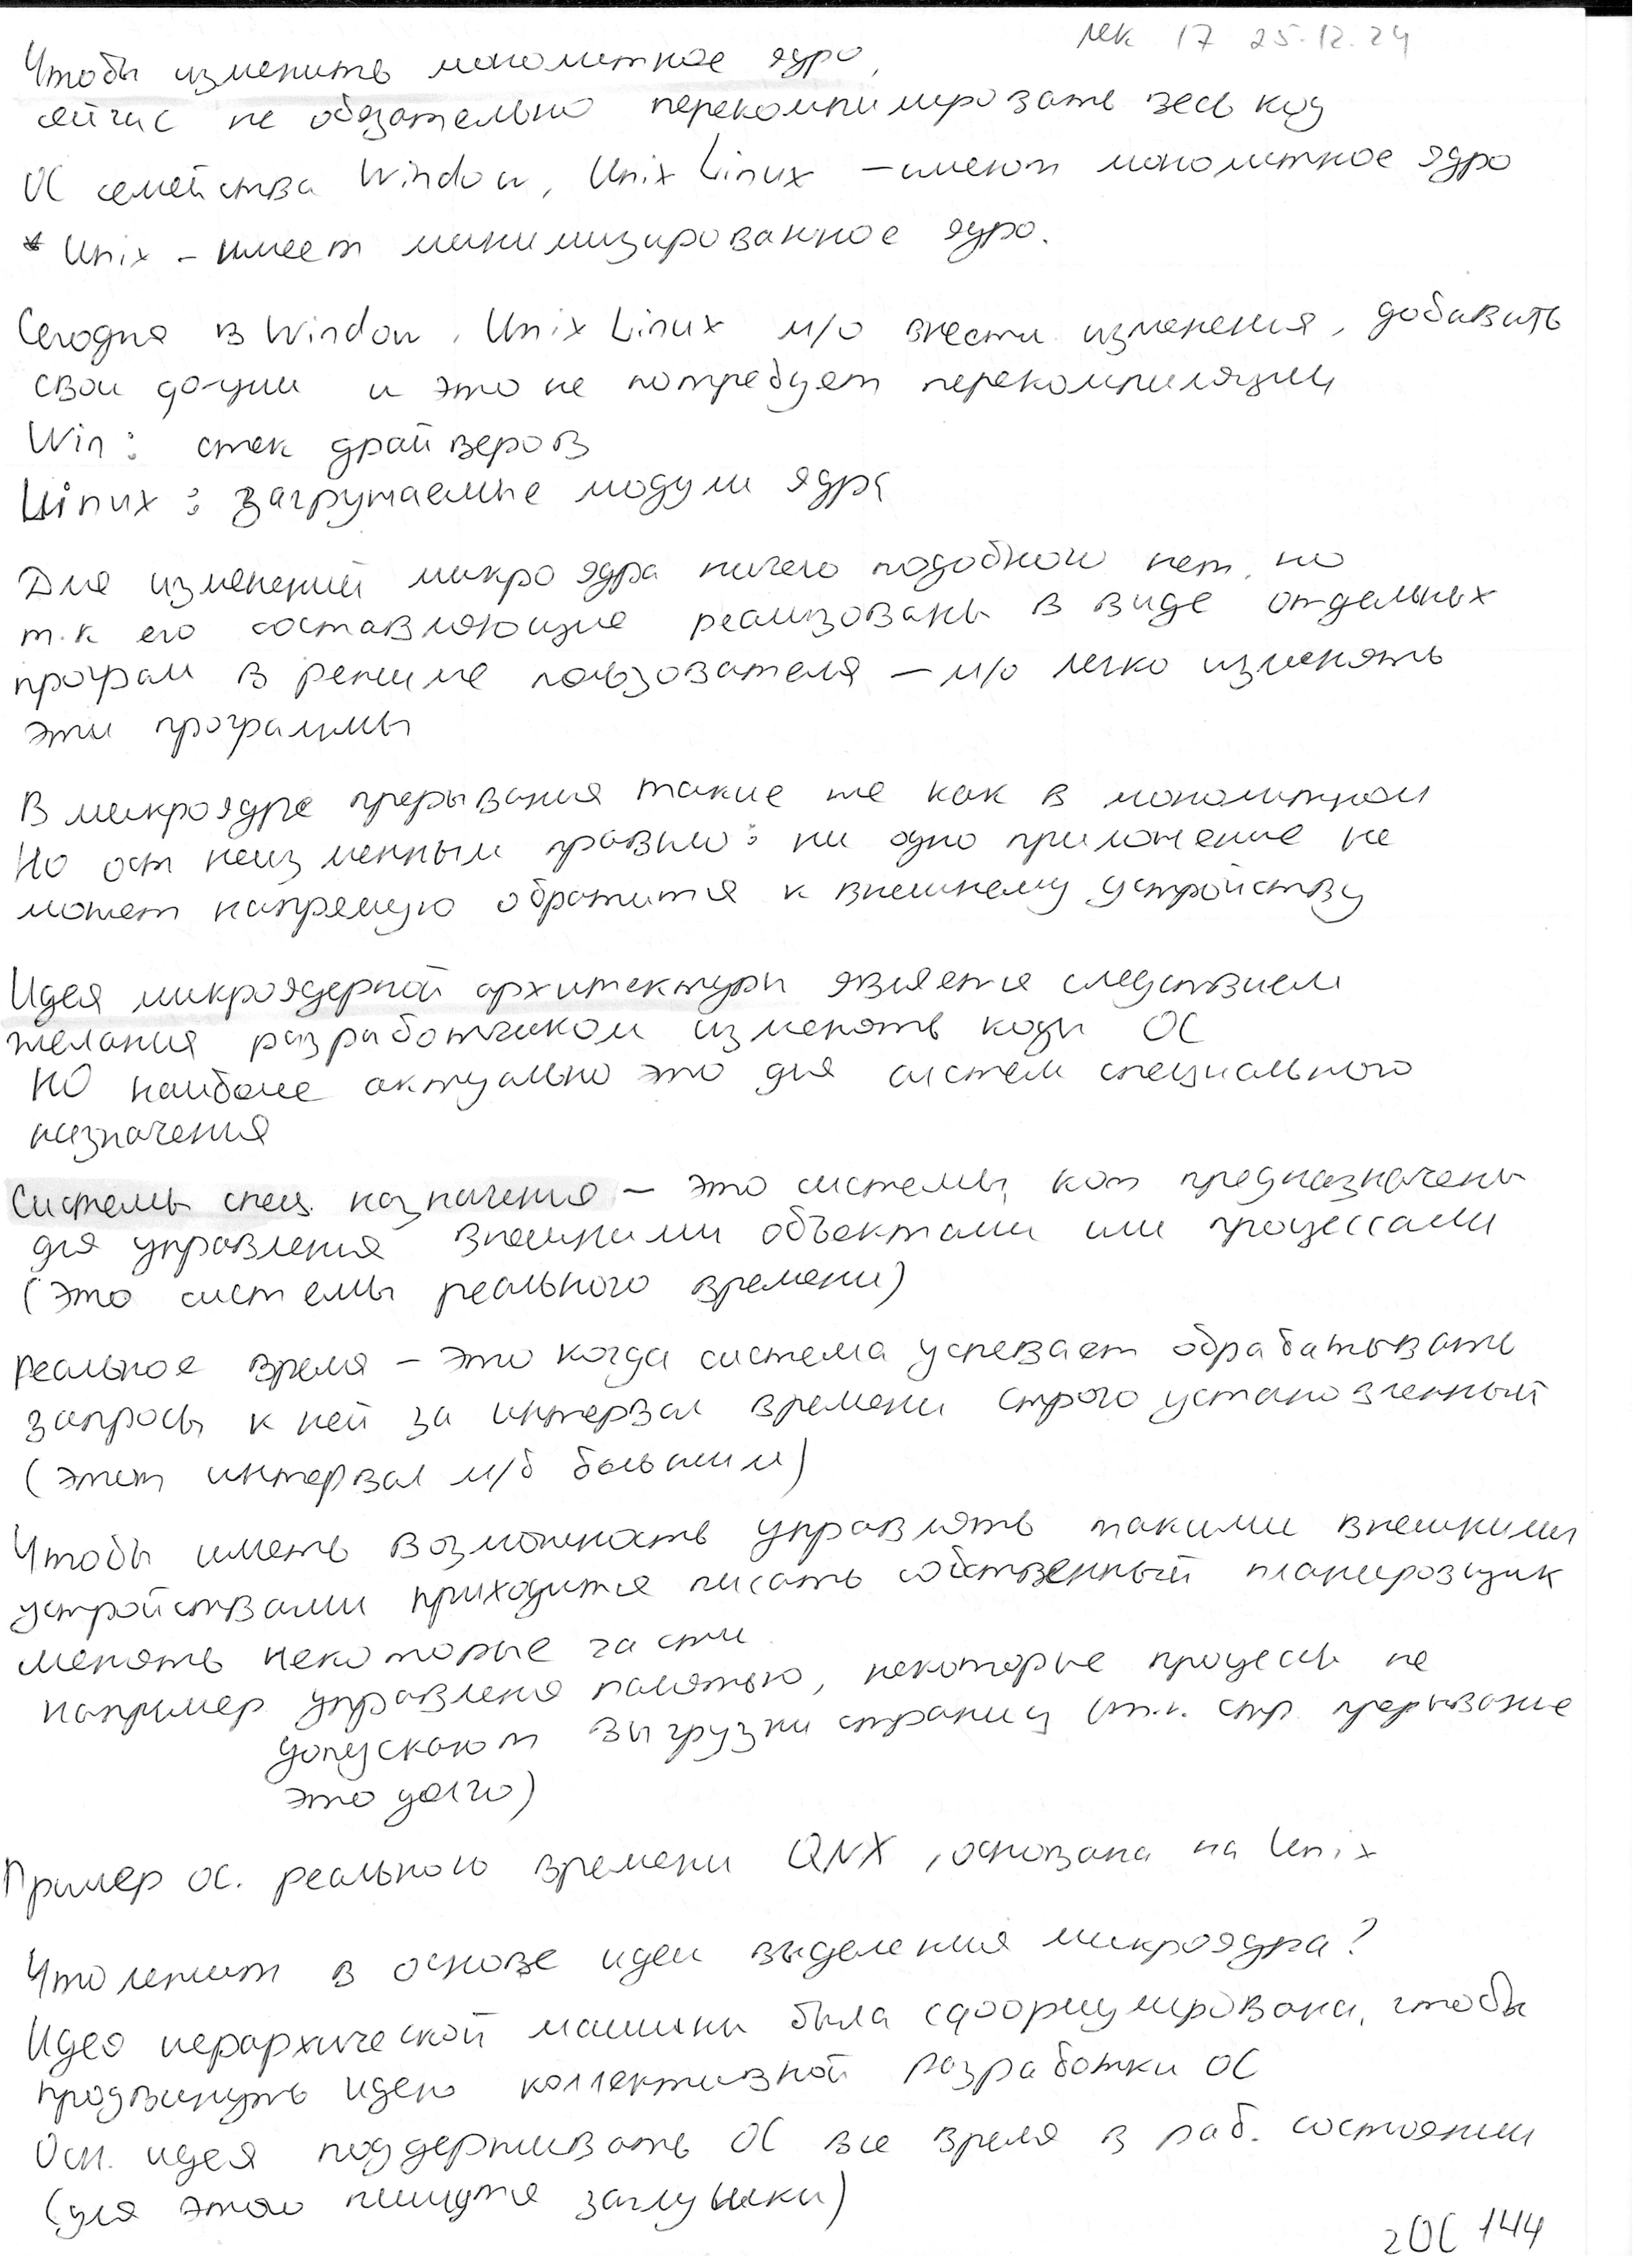 лек 17 25.12.24
Чтобы изменить монолитное ядро,
сейчас не обязательно перекомпилировать весь код
ОС семейства Window, Unix Linux – имеют монолитное ядро
* Unix – имеет минимизированное ядро.
Сегодня в Window, Unix Linux м/о внести изменения, добавить
свои ф-ции и это не потребует перекомпиляции
Win: стек драйверов
Linux: загружаемые модули ядра
Для изменений микро ядра ничего подобного нет, но
т.к его составляющие реализованы в виде отдельных
програм в режиме пользователя – м/о легко изменять
эти программы
В микроядре прерывания такие же как в монолитном
Но ост неизменным правило: ни одно приложение не
может напрямую обратится к внешнему устройству
Идея микроядерной архитектуры является следствием
желания разработчиком изменять коды ОС
НО наиболее актуально это для систем специального
назначения
Системы спец. назначения – это системы, кот предназначены
для управления внешними объектами или процессами
(это системы реального времени)
Реальное время – это когда система успевает обрабатывать
запросы к ней за интервал времени строго установленный
(этот интервал м/б большим)
Чтобы иметь возможность управлять такими внешними
устройствами приходится писать собственный планировщик
менять некоторые части
например управления памятью, некоторые процессы не
допускают выгрузки страниц (т.к. стр. прерывание
это долго)
Пример ос. реального времени QNX, основана на Unix
Что лежит в основе идеи выделения микроядра?
Идея иерархической машины была сформулирована, чтобы
продвинуть идею коллективной разработки ОС
Осн. идея поддерживать ОС все время в раб. состоянии
(для этого пишутся заглушки)
2ОС 144